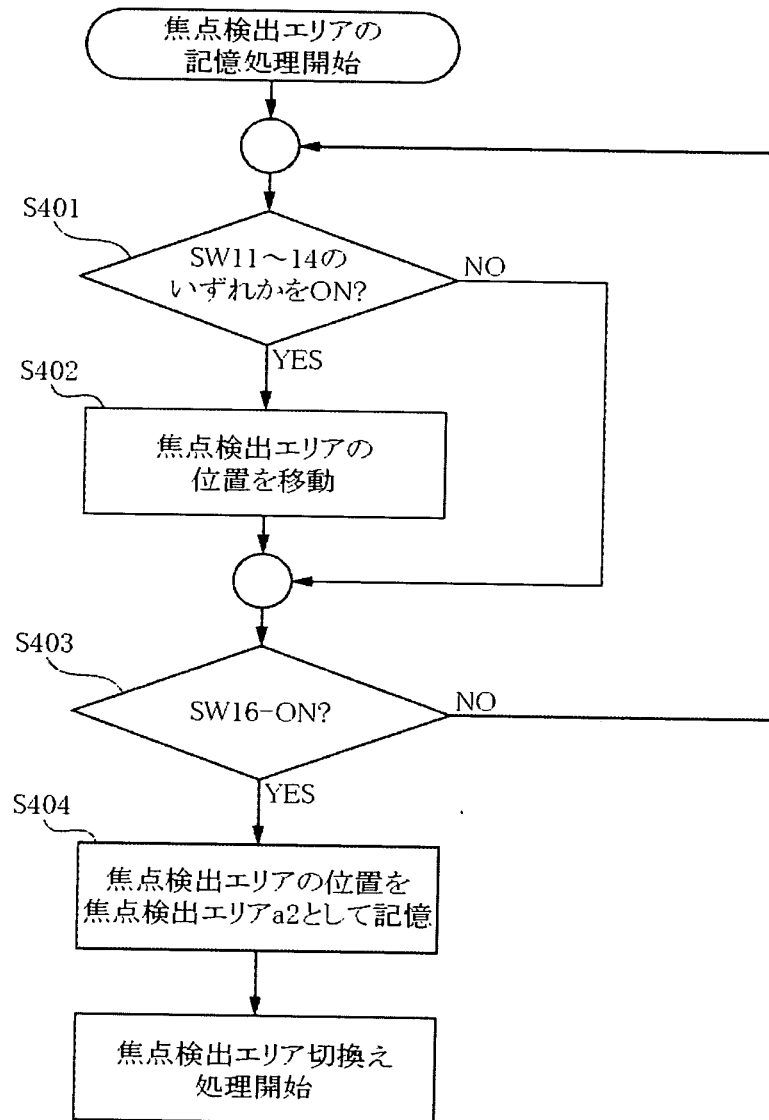 焦点検出エリアの
記憶処理開始
S401
SW11～14の
いずれかをON?
NO
YES
S402
焦点検出エリアの
位置を移動
S403
SW16-ON?
NO
YES
S404
焦点検出エリアの位置を
焦点検出エリアa2として記憶
焦点検出エリア切換え
処理開始